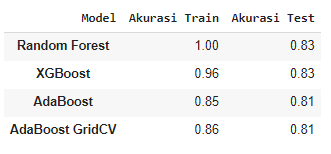 Model Akurasi Train Akurasi Test
Random Forest 1.00 0.83
XGBoost 0.96 0.83
AdaBoost 0.85 0.81
AdaBoost GridCV 0.86 0.81